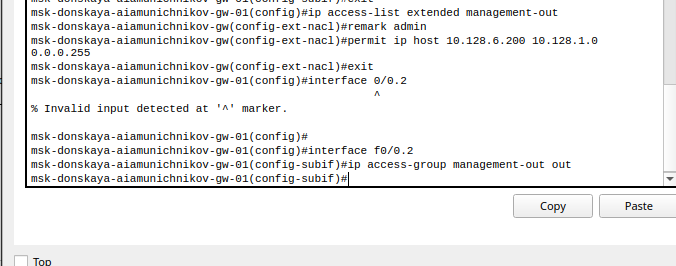 msk-donskaya-aiamunichnikov-gw-01(config-subif)#exit
msk-donskaya-aiamunichnikov-gw-01(config)#ip access-list extended management-out
msk-donskaya-aiamunichnikov-gw(config-ext-nacl)#remark admin
msk-donskaya-aiamunichnikov-gw(config-ext-nacl)#permit ip host 10.128.6.200 10.128.1.0
0.0.0.255
msk-donskaya-aiamunichnikov-gw(config-ext-nacl)#exit
msk-donskaya-aiamunichnikov-gw-01(config)#interface 0/0.2
^
% Invalid input detected at '^' marker.
msk-donskaya-aiamunichnikov-gw-01(config)#
msk-donskaya-aiamunichnikov-gw-01(config)#interface f0/0.2
msk-donskaya-aiamunichnikov-gw-01(config-subif)#ip access-group management-out out
msk-donskaya-aiamunichnikov-gw-01(config-subif)#
Copy
Paste
Top